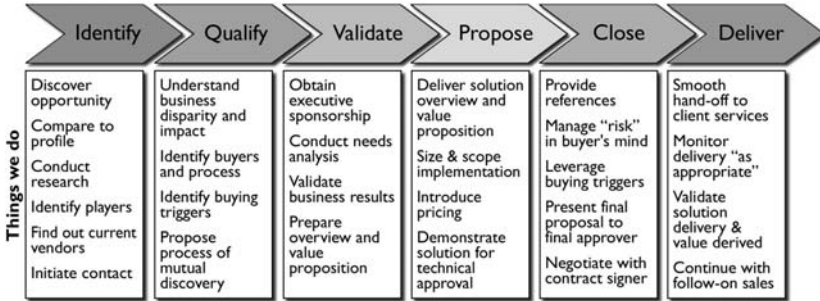 Identify
Qualify
Validate
Propose
Close
Deliver
Things we do
Discover
opportunity
Compare to
profile
Conduct
research
Identify players
Find out current
vendors
Initiate contact
Understand
business
disparity and
impact
Identify buyers
and process
Identify buying
triggers
Propose
process of
mutual
discovery
Obtain
executive
sponsorship
Conduct needs
analysis
Validate
business results
Prepare
overview and
value
proposition
Deliver solution
overview and
value
proposition
Size & scope
implementation
Introduce
pricing
Demonstrate
solution for
technical
approval
Provide
references
Manage “risk”
in buyer's mind
Leverage
buying triggers
Present final
proposal to
final approver
Negotiate with
contract signer
Smooth
hand-off to
client services
Monitor
delivery “as
appropriate”
Validate
solution
delivery &
value derived
Continue with
follow-on sales